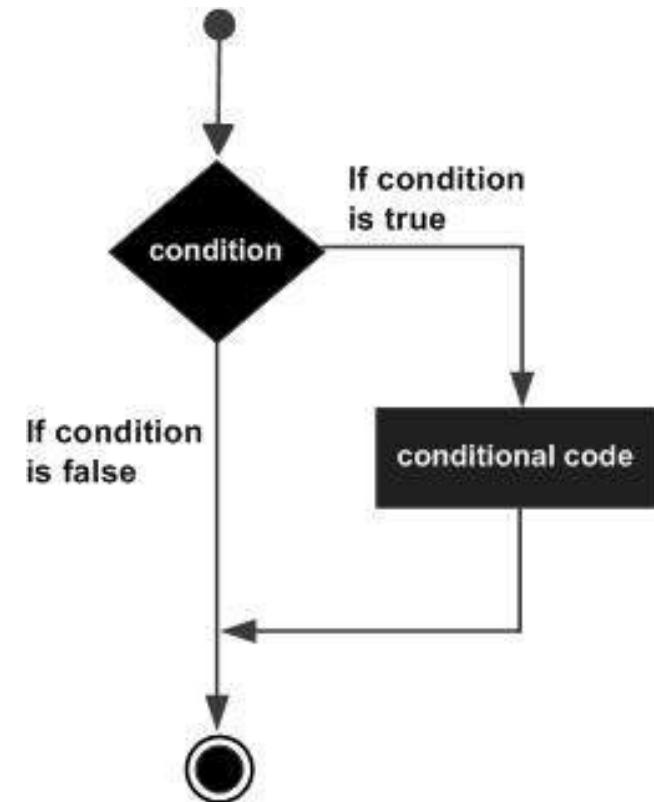 If condition
is true
condition
If condition
is false
conditional code